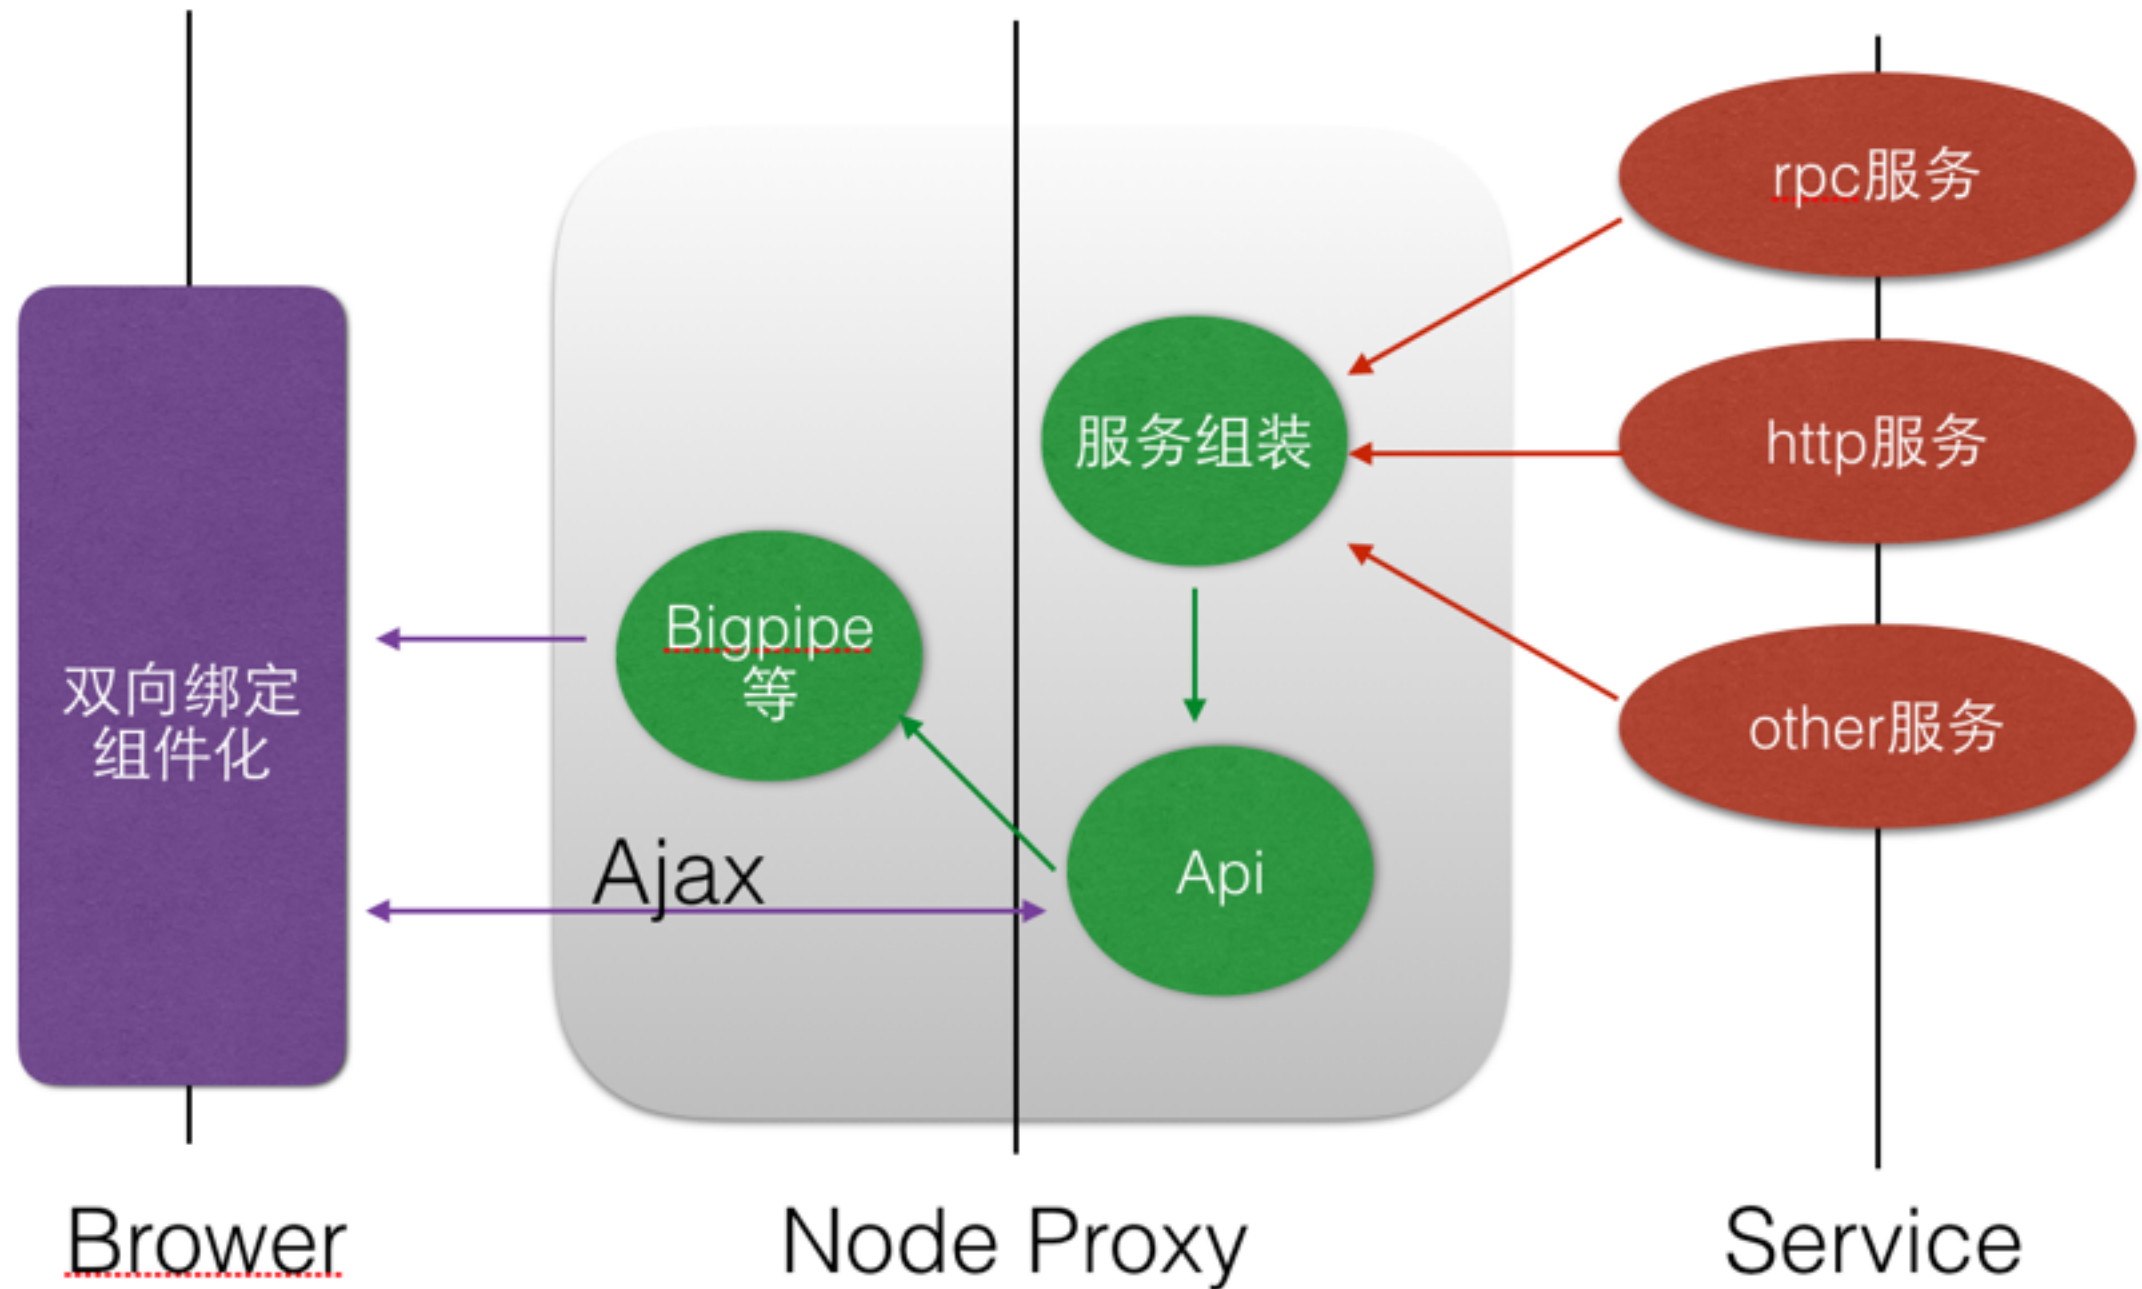 rpc服务
http服务
服务组装
Bigpipe
等
双向绑定
组件化
other服务
Ajax
Api
Brower
Node Proxy
Service